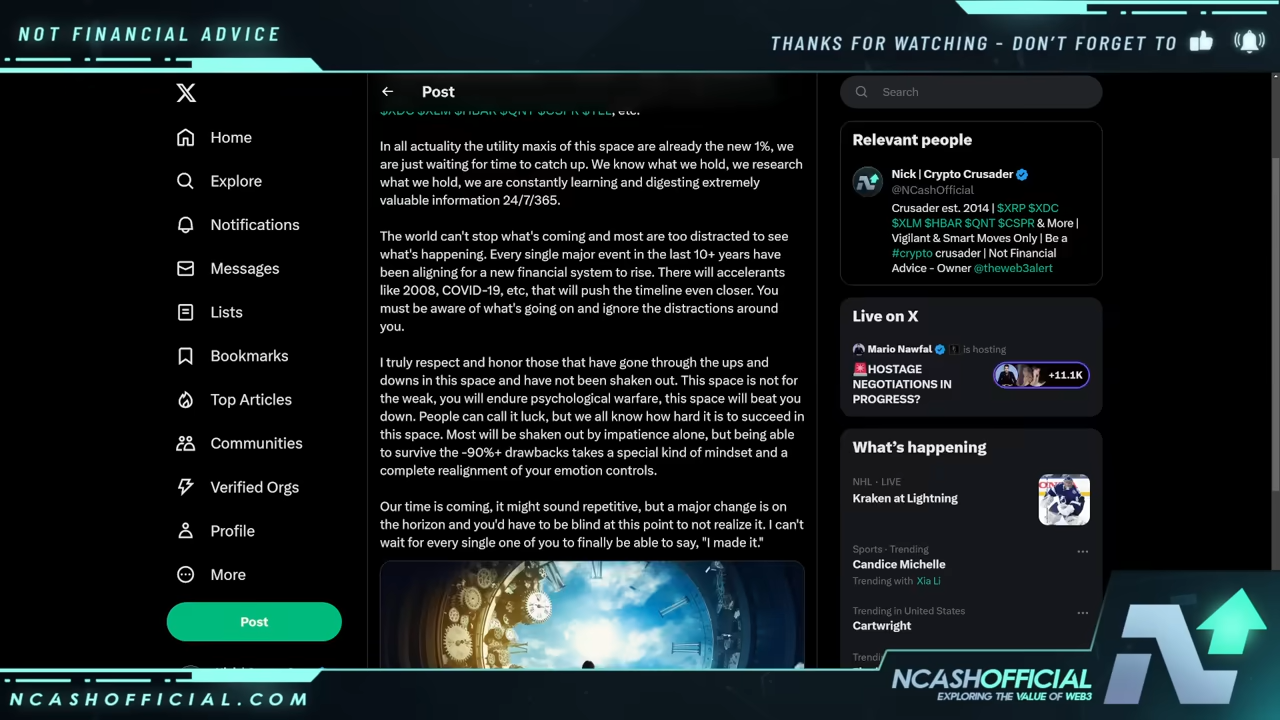 NOT FINANCIAL ADVICE
THANKS FOR WATCHING - DON'T FORGET TO
Home
Explore
Notifications
Messages
Lists
Bookmarks
Top Articles
Communities
Verified Orgs
Profile
More
Post
Post
$XDC $XLM $HBAR $QNT $CSPR $TEL, etc.
In all actuality the utility maxis of this space are already the new 1%, we
are just waiting for time to catch up. We know what we hold, we research
what we hold, we are constantly learning and digesting extremely
valuable information 24/7/365.
The world can't stop what's coming and most are too distracted to see
what's happening. Every single major event in the last 10+ years have
been aligning for a new financial system to rise. There will accelerants
like 2008, COVID-19, etc, that will push the timeline even closer. You
must be aware of what's going on and ignore the distractions around
you.
I truly respect and honor those that have gone through the ups and
downs in this space and have not been shaken out. This space is not for
the weak, you will endure psychological warfare, this space will beat you
down. People can call it luck, but we all know how hard it is to succeed in
this space. Most will be shaken out by impatience alone, but being able
to survive the -90%+ drawbacks takes a special kind of mindset and a
complete realignment of your emotion controls.
Our time is coming, it might sound repetitive, but a major change is on
the horizon and you'd have to be blind at this point to not realize it. I can't
wait for every single one of you to finally be able to say, "I made it."
Search
Relevant people
Nick | Crypto Crusader
@NCashOfficial
Crusader est. 2014 | $XRP $XDC
$XLM $HBAR $QNT $CSPR & More |
Vigilant & Smart Moves Only | Be a
#crypto crusader | Not Financial
Advice - Owner @theweb3alert
Live on X
Mario Nawfal is hosting
🚨HOSTAGE
NEGOTIATIONS IN
PROGRESS?
+11.1K
What's happening
NHL · LIVE
Kraken at Lightning
Sports · Trending
Candice Michelle
Trending with Xia Li
Trending in United States
Cartwright
NCASHOFFICIAL.COM
NCASHOFFICIAL
EXPLORING THE VALUE OF WEB3